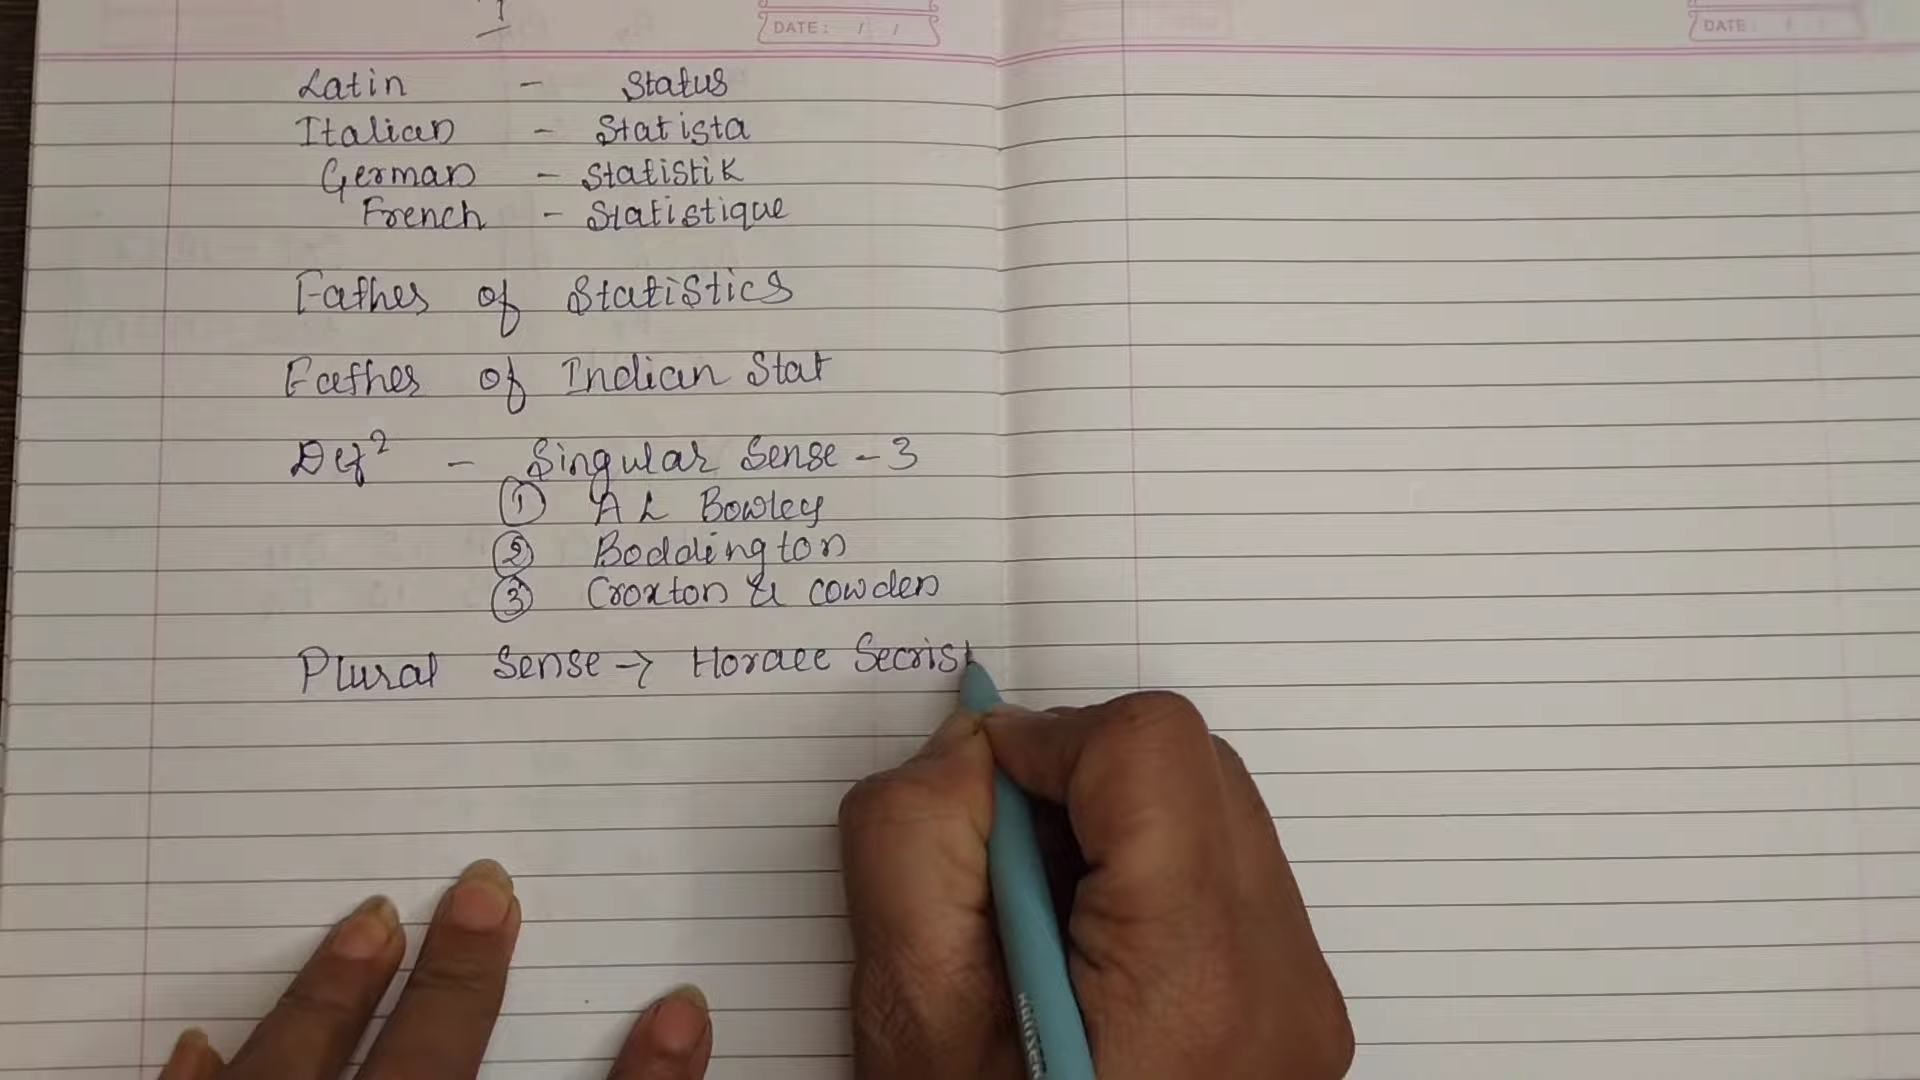 DATE: / /
DATE: / /
Latin - Status
Italian - Statista
German - Statistik
French - Statistique
Father of Statistics
Father of Indian Stat
Def² - Singular Sense - 3
① A L Bowley
② Boddington
③ Croxton & Cowden
Plural Sense → Horace Secrist
HAUSER